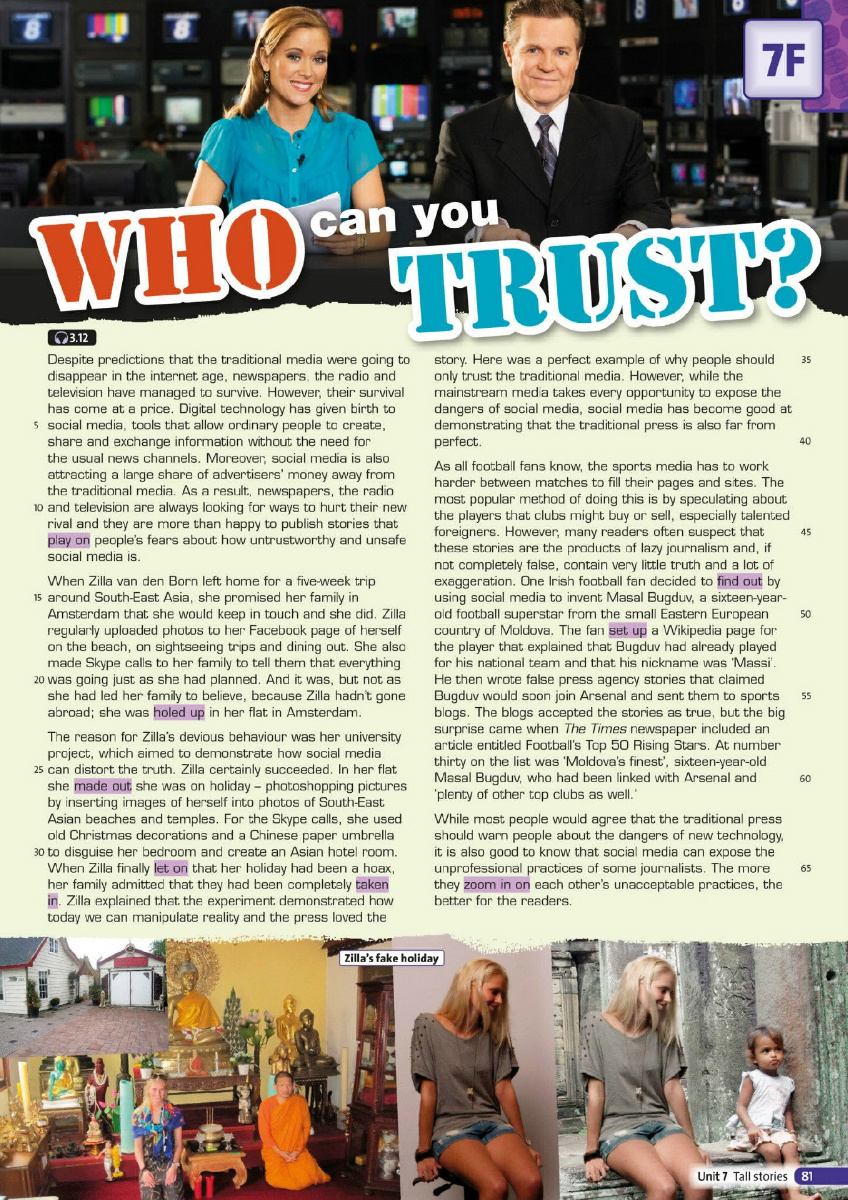 7F
WHO can you
TRUST?
3.12
Despite predictions that the traditional media were going to
disappear in the internet age, newspapers, the radio and
television have managed to survive. However, their survival
has come at a price. Digital technology has given birth to
5 social media, tools that allow ordinary people to create,
share and exchange information without the need for
the usual news channels. Moreover, social media is also
attracting a large share of advertisers' money away from
the traditional media. As a result, newspapers, the radio
10 and television are always looking for ways to hurt their new
rival and they are more than happy to publish stories that
play on people's fears about how untrustworthy and unsafe
social media is.
When Zilla van den Born left home for a five-week trip
15 around South-East Asia, she promised her family in
Amsterdam that she would keep in touch and she did. Zilla
regularly uploaded photos to her Facebook page of herself
on the beach, on sightseeing trips and dining out. She also
made Skype calls to her family to tell them that everything
20 was going just as she had planned. And it was, but not as
she had led her family to believe, because Zilla hadn't gone
abroad; she was holed up in her flat in Amsterdam.
The reason for Zilla's devious behaviour was her university
project, which aimed to demonstrate how social media
25 can distort the truth. Zilla certainly succeeded. In her flat
she made out she was on holiday – photoshopping pictures
by inserting images of herself into photos of South-East
Asian beaches and temples. For the Skype calls, she used
old Christmas decorations and a Chinese paper umbrella
30 to disguise her bedroom and create an Asian hotel room.
When Zilla finally let on that her holiday had been a hoax,
her family admitted that they had been completely taken
in. Zilla explained that the experiment demonstrated how
today we can manipulate reality and the press loved the
story. Here was a perfect example of why people should 35
only trust the traditional media. However, while the
mainstream media takes every opportunity to expose the
dangers of social media, social media has become good at
demonstrating that the traditional press is also far from
perfect. 40
As all football fans know, the sports media has to work
harder between matches to fill their pages and sites. The
most popular method of doing this is by speculating about
the players that clubs might buy or sell, especially talented
foreigners. However, many readers often suspect that 45
these stories are the products of lazy journalism and, if
not completely false, contain very little truth and a lot of
exaggeration. One Irish football fan decided to find out by
using social media to invent Masal Bugduv, a sixteen-year-
old football superstar from the small Eastern European 50
country of Moldova. The fan set up a Wikipedia page for
the player that explained that Bugduv had already played
for his national team and that his nickname was 'Massi'.
He then wrote false press agency stories that claimed
Bugduv would soon join Arsenal and sent them to sports 55
blogs. The blogs accepted the stories as true, but the big
surprise came when The Times newspaper included an
article entitled Football's Top 50 Rising Stars. At number
thirty on the list was 'Moldova's finest', sixteen-year-old
Masal Bugduv, who had been linked with Arsenal and 60
'plenty of other top clubs as well.'
While most people would agree that the traditional press
should warn people about the dangers of new technology,
it is also good to know that social media can expose the
unprofessional practices of some journalists. The more 65
they zoom in on each other's unacceptable practices, the
better for the readers.
Zilla's fake holiday
Unit 7 Tall stories 81